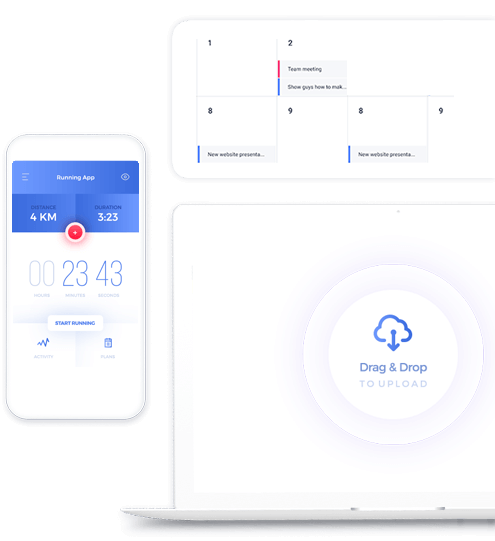 1
2
Team meeting
Show guys how to mak...
8
9
8
9
New website presenta...
New website presenta...
Running App
DISTANCE
DURATION
4 KM
3:23
+
00
23
43
HOURS
MINUTES
SECONDS
START RUNNING
ACTIVITY
PLANS
Drag & Drop
TO UPLOAD